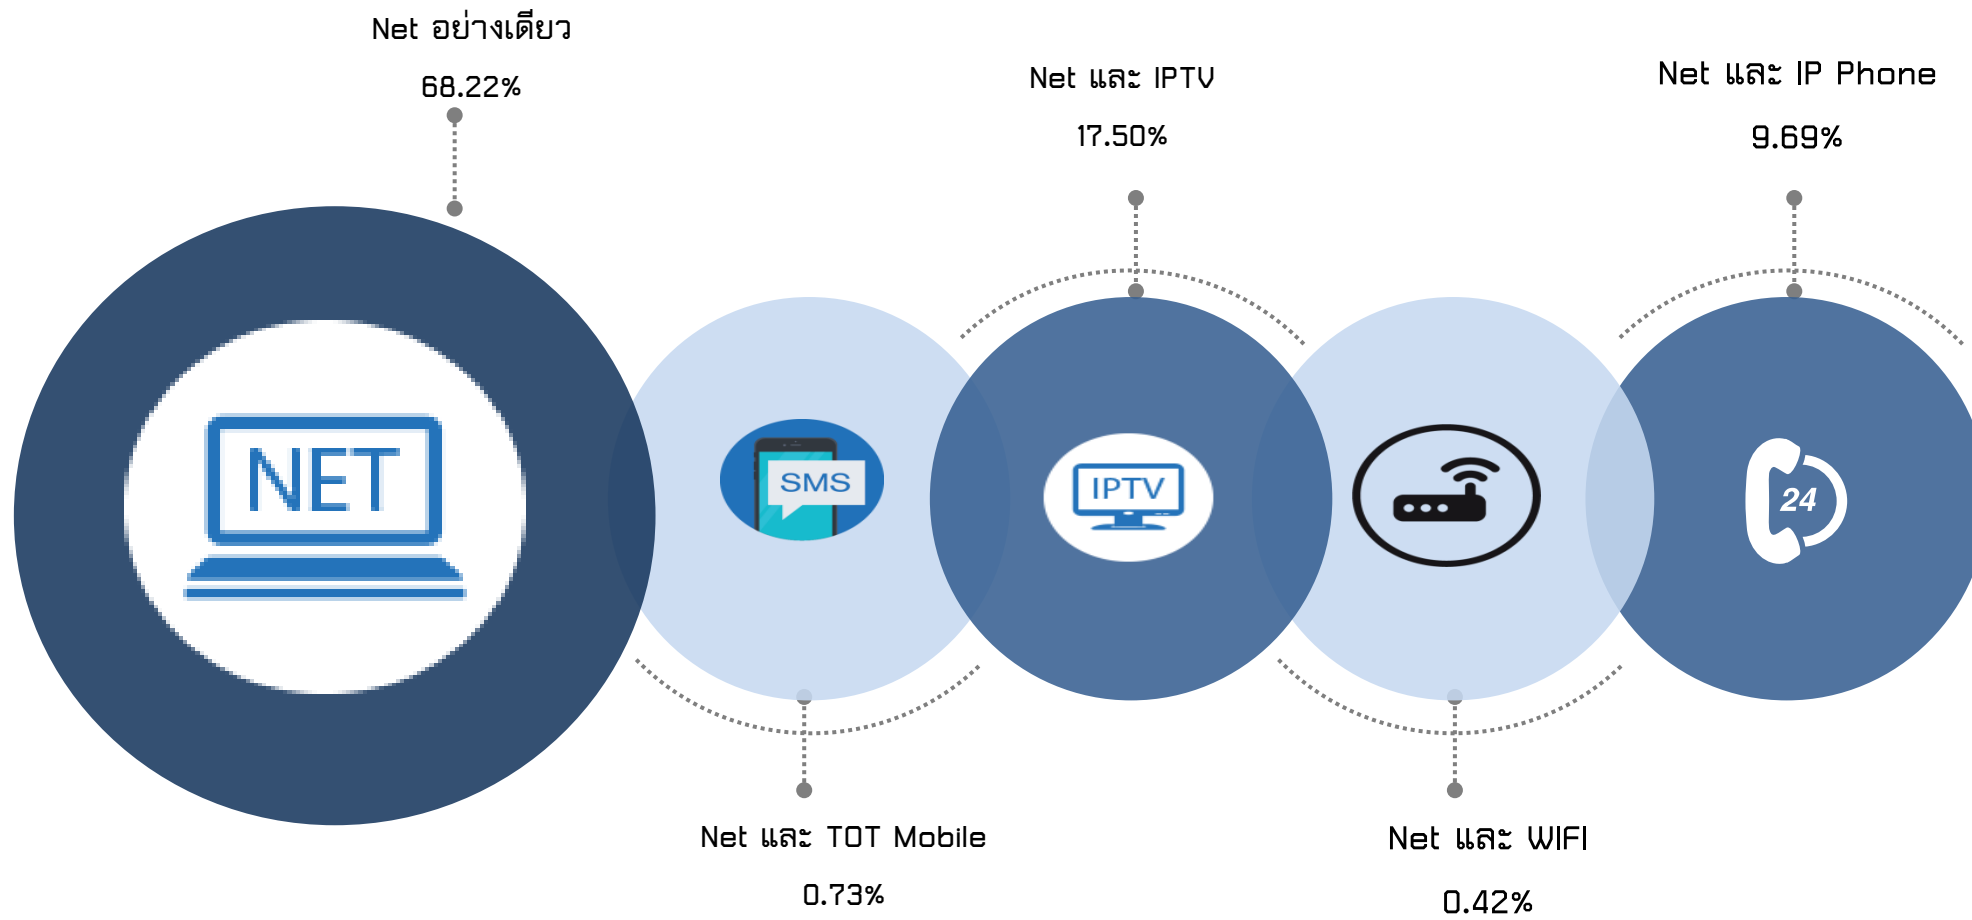 Net อย่างเดียว
68.22%
Net และ IPTV
17.50%
Net และ IP Phone
9.69%
NET
SMS
IPTV
24
Net และ TOT Mobile
0.73%
Net และ WIFI
0.42%